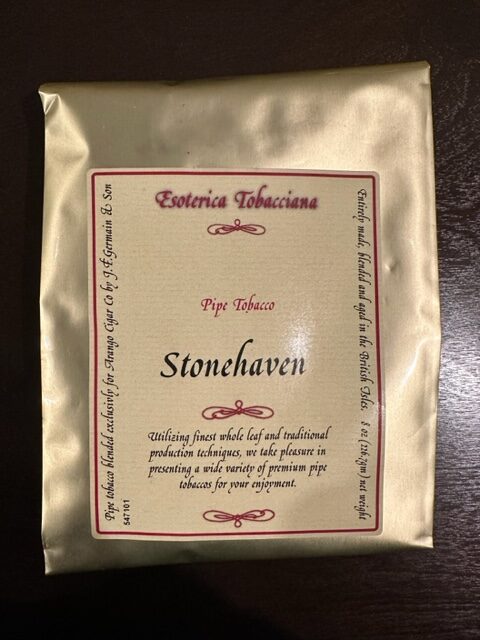 Esoterica Tobacciana
Pipe Tobacco
Stonehaven
Utilizing finest whole leaf and traditional
production techniques, we take pleasure in
presenting a wide variety of premium pipe
tobaccos for your enjoyment.
Pipe tobacco blended exclusivly for Arango Cigar Co by J.F.Germain & Son
547101
Entirely made, blended and aged in the British Isles. 8 oz (226.7gm) net weight